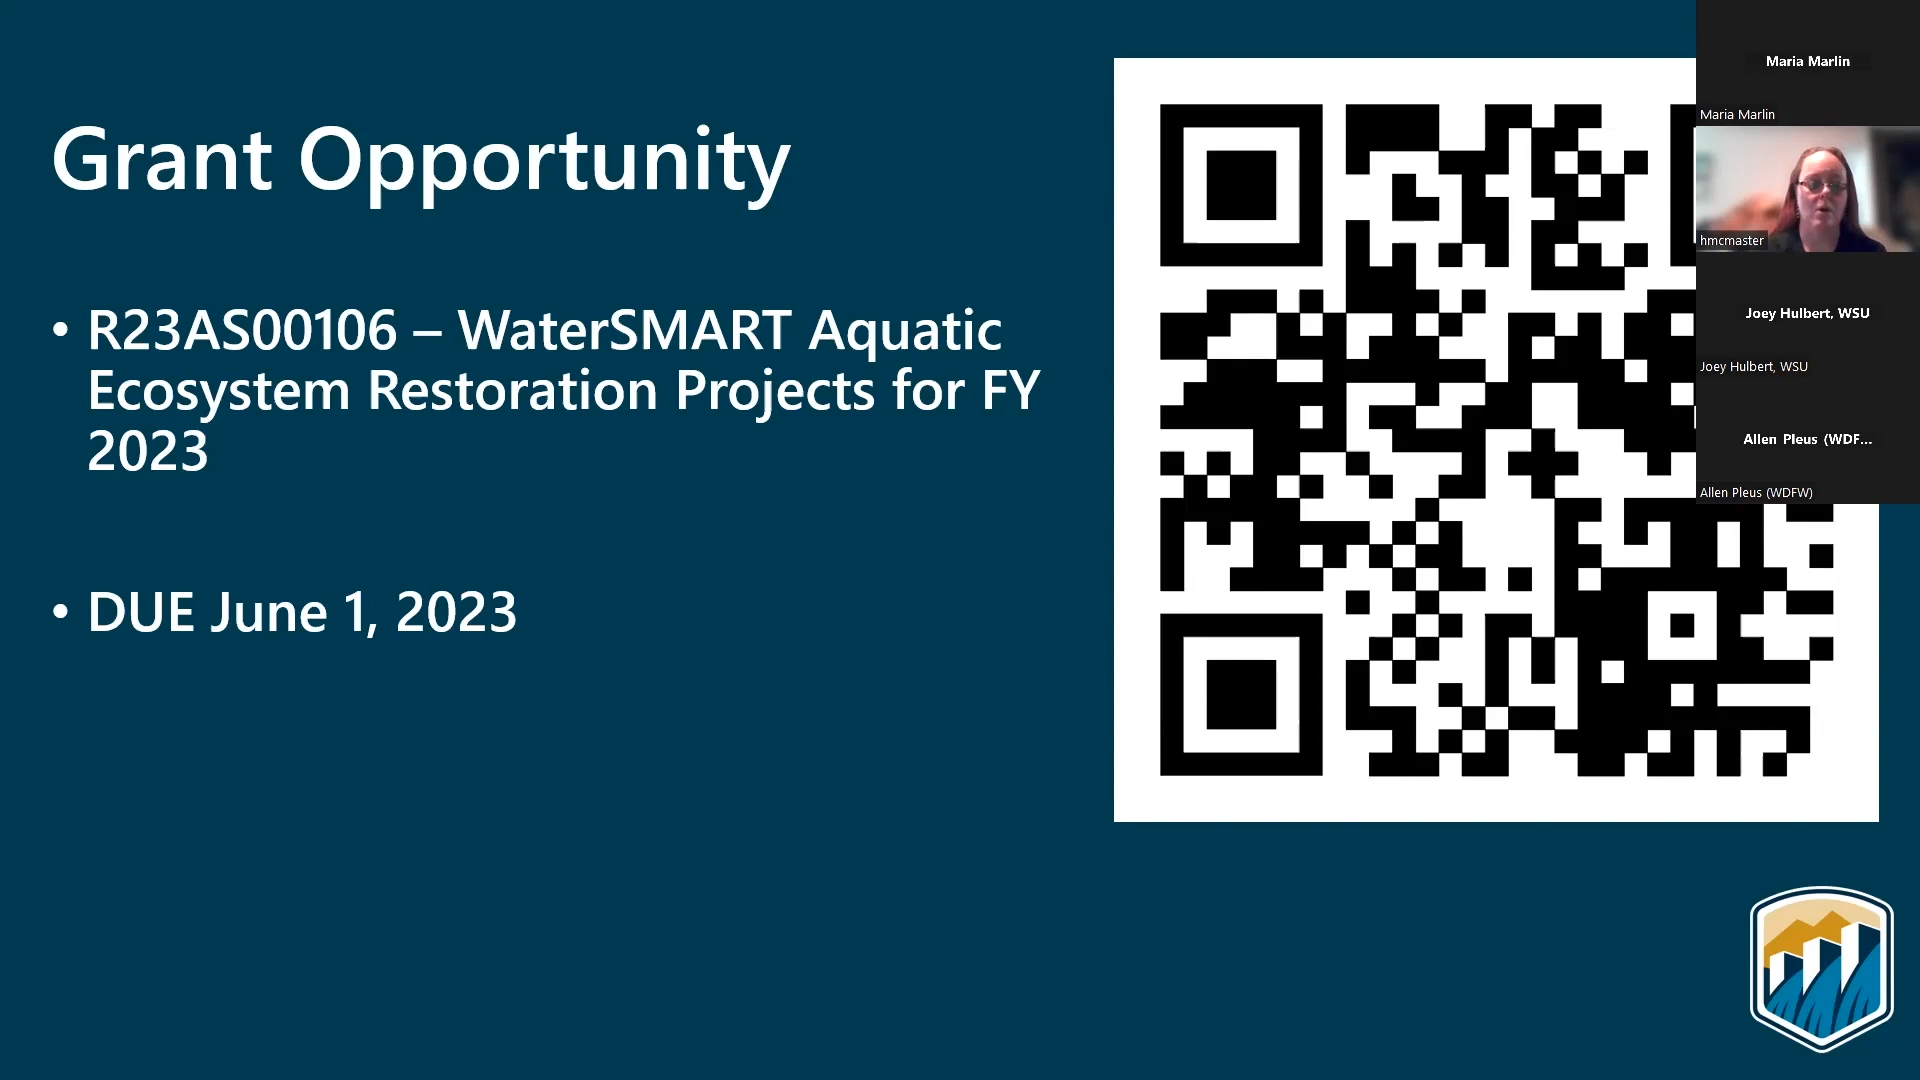 Grant Opportunity
• R23AS00106 – WaterSMART Aquatic
Ecosystem Restoration Projects for FY
2023
• DUE June 1, 2023
Maria Marlin
Maria Marlin
hmcmaster
Joey Hulbert, WSU
Joey Hulbert, WSU
Allen Pleus (WDF...
Allen Pleus (WDFW)